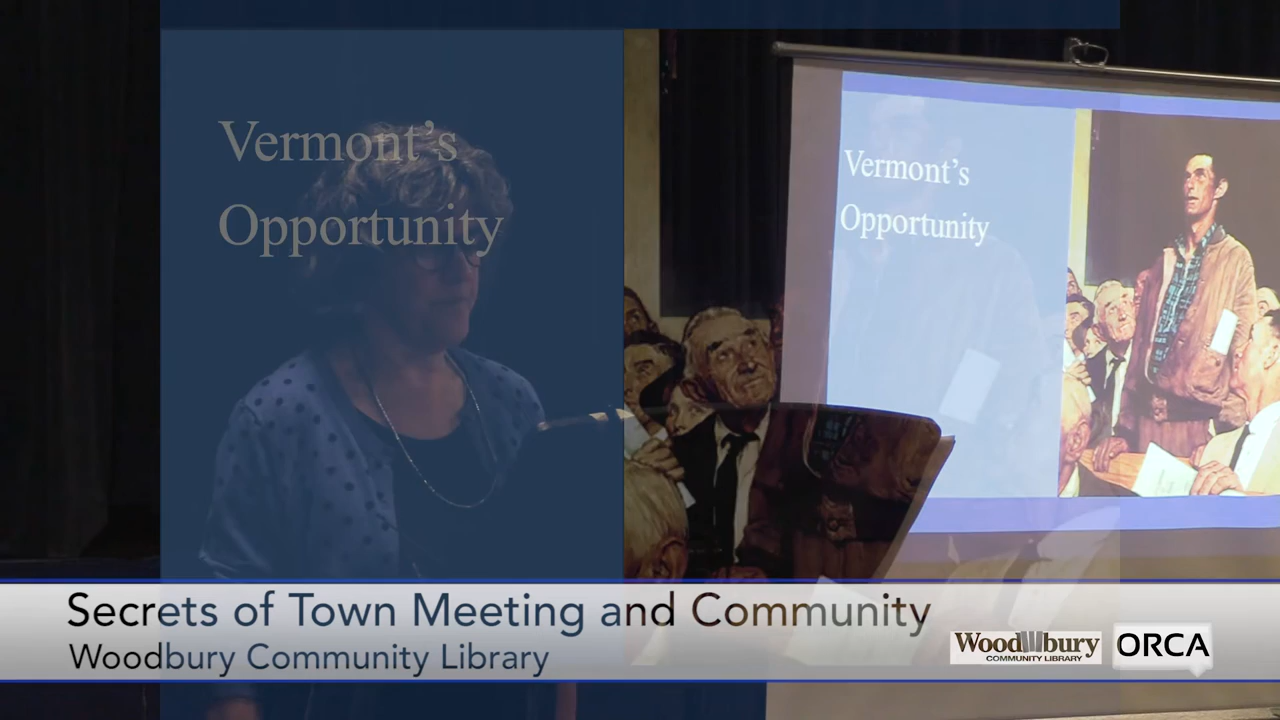 Vermont's
Opportunity
Vermont's
Opportunity
Secrets of Town Meeting and Community
Woodbury Community Library
Woodbury
COMMUNITY LIBRARY
ORCA